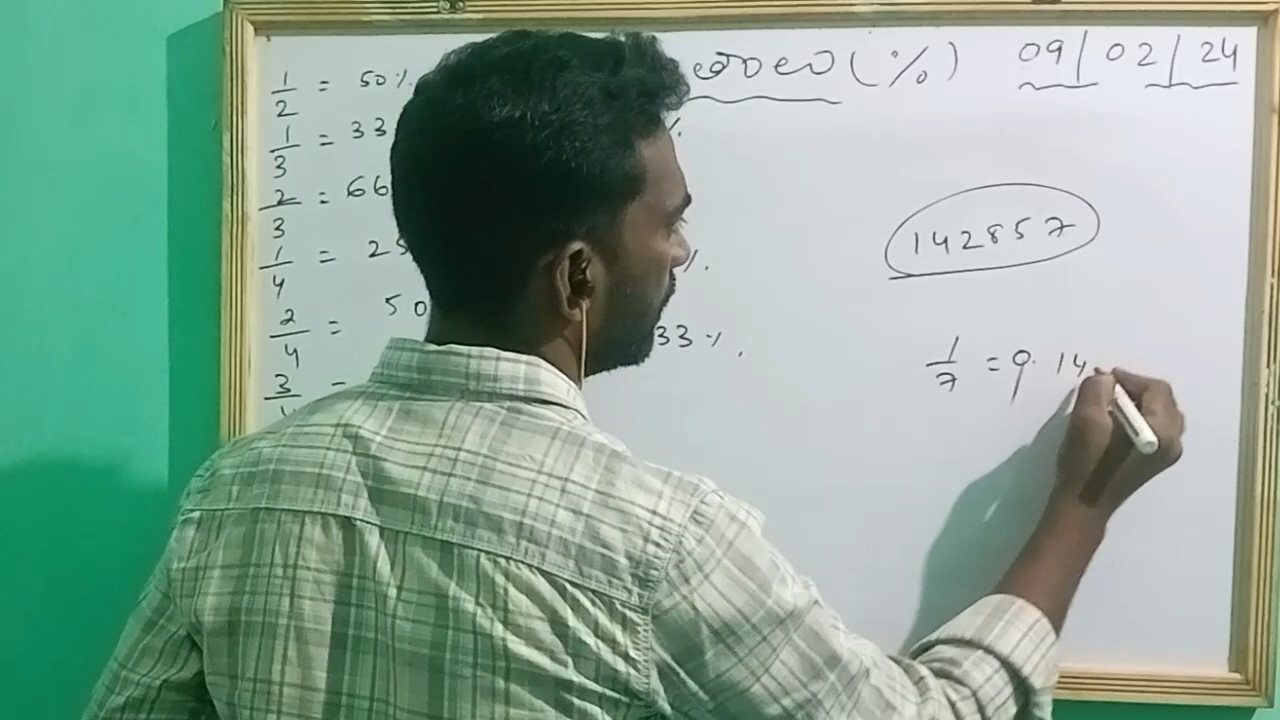 (%) 09/02/24
1/2 = 50%
1/3 = 33
2/3 = 66
1/4 = 25
2/4 = 50
3/4 =
33%
142857
1/7 = 0.14